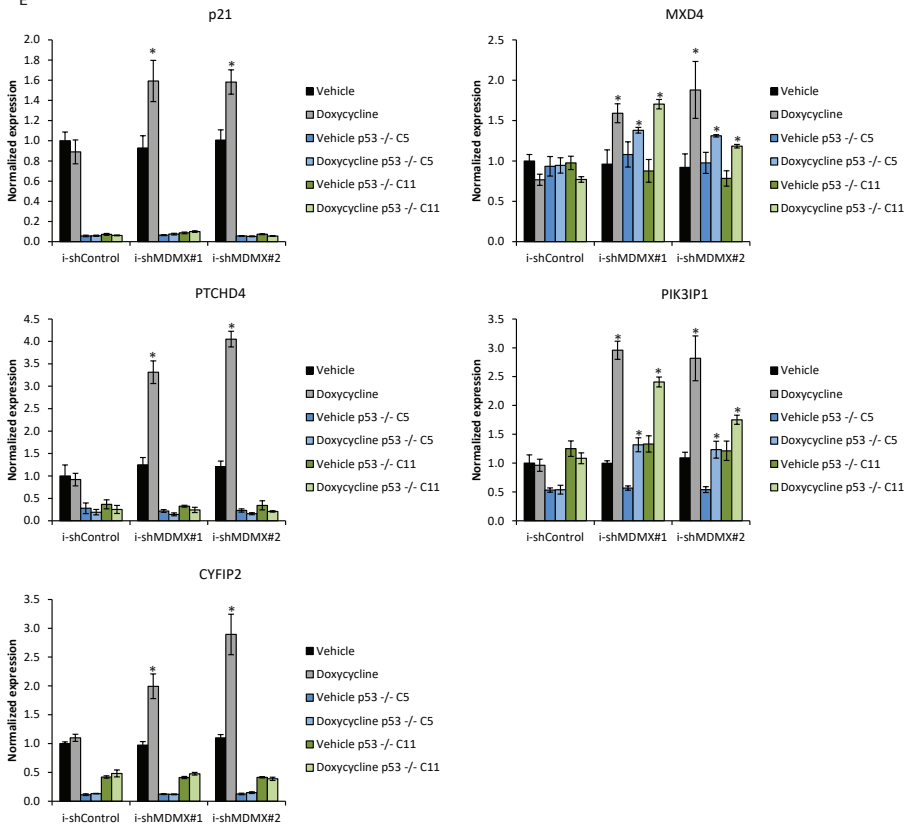 E
p21
Normalized expression
2.0
1.8
1.6
1.4
1.2
1.0
0.8
0.6
0.4
0.2
0.0
*
*
i-shControl i-shMDMX#1 i-shMDMX#2
Vehicle
Doxycycline
Vehicle p53 -/- C5
Doxycycline p53 -/- C5
Vehicle p53 -/- C11
Doxycycline p53 -/- C11
MXD4
Normalized expression
2.5
2.0
1.5
1.0
0.5
0.0
* * * * * *
i-shControl i-shMDMX#1 i-shMDMX#2
Vehicle
Doxycycline
Vehicle p53 -/- C5
Doxycycline p53 -/- C5
Vehicle p53 -/- C11
Doxycycline p53 -/- C11
PTCHD4
Normalized expression
4.5
4.0
3.5
3.0
2.5
2.0
1.5
1.0
0.5
0.0
*
*
i-shControl i-shMDMX#1 i-shMDMX#2
Vehicle
Doxycycline
Vehicle p53 -/- C5
Doxycycline p53 -/- C5
Vehicle p53 -/- C11
Doxycycline p53 -/- C11
PIK3IP1
Normalized expression
3.5
3.0
2.5
2.0
1.5
1.0
0.5
0.0
* * * * * *
i-shControl i-shMDMX#1 i-shMDMX#2
Vehicle
Doxycycline
Vehicle p53 -/- C5
Doxycycline p53 -/- C5
Vehicle p53 -/- C11
Doxycycline p53 -/- C11
CYFIP2
Normalized expression
3.5
3.0
2.5
2.0
1.5
1.0
0.5
0.0
*
*
i-shControl i-shMDMX#1 i-shMDMX#2
Vehicle
Doxycycline
Vehicle p53 -/- C5
Doxycycline p53 -/- C5
Vehicle p53 -/- C11
Doxycycline p53 -/- C11